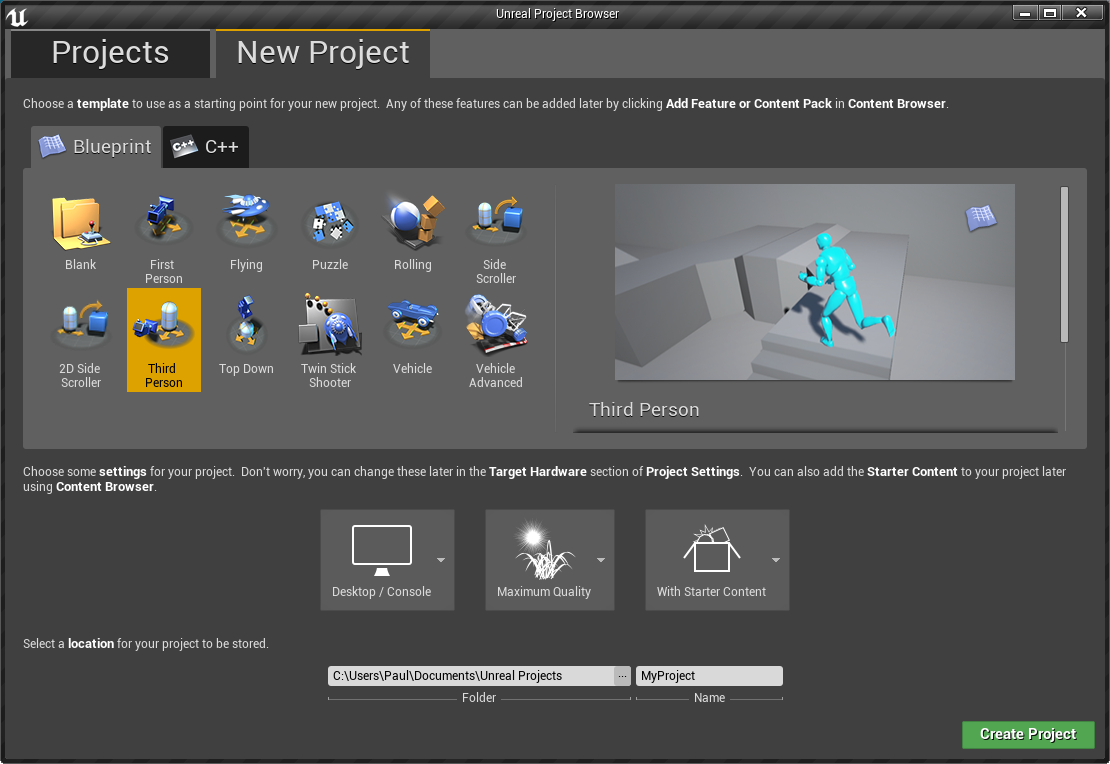 Unreal Project Browser
Projects
New Project
Choose a template to use as a starting point for your new project. Any of these features can be added later by clicking Add Feature or Content Pack in Content Browser.
Blueprint
C++
C++
Blank
First
Person
Flying
Puzzle
Rolling
Side
Scroller
2D Side
Scroller
Third
Person
Top Down
Twin Stick
Shooter
Vehicle
Vehicle
Advanced
Third Person
Choose some settings for your project. Don't worry, you can change these later in the Target Hardware section of Project Settings. You can also add the Starter Content to your project later
using Content Browser.
Desktop / Console
Maximum Quality
With Starter Content
Select a location for your project to be stored.
C:\Users\Paul\Documents\Unreal Projects
...
MyProject
Folder
Name
Create Project